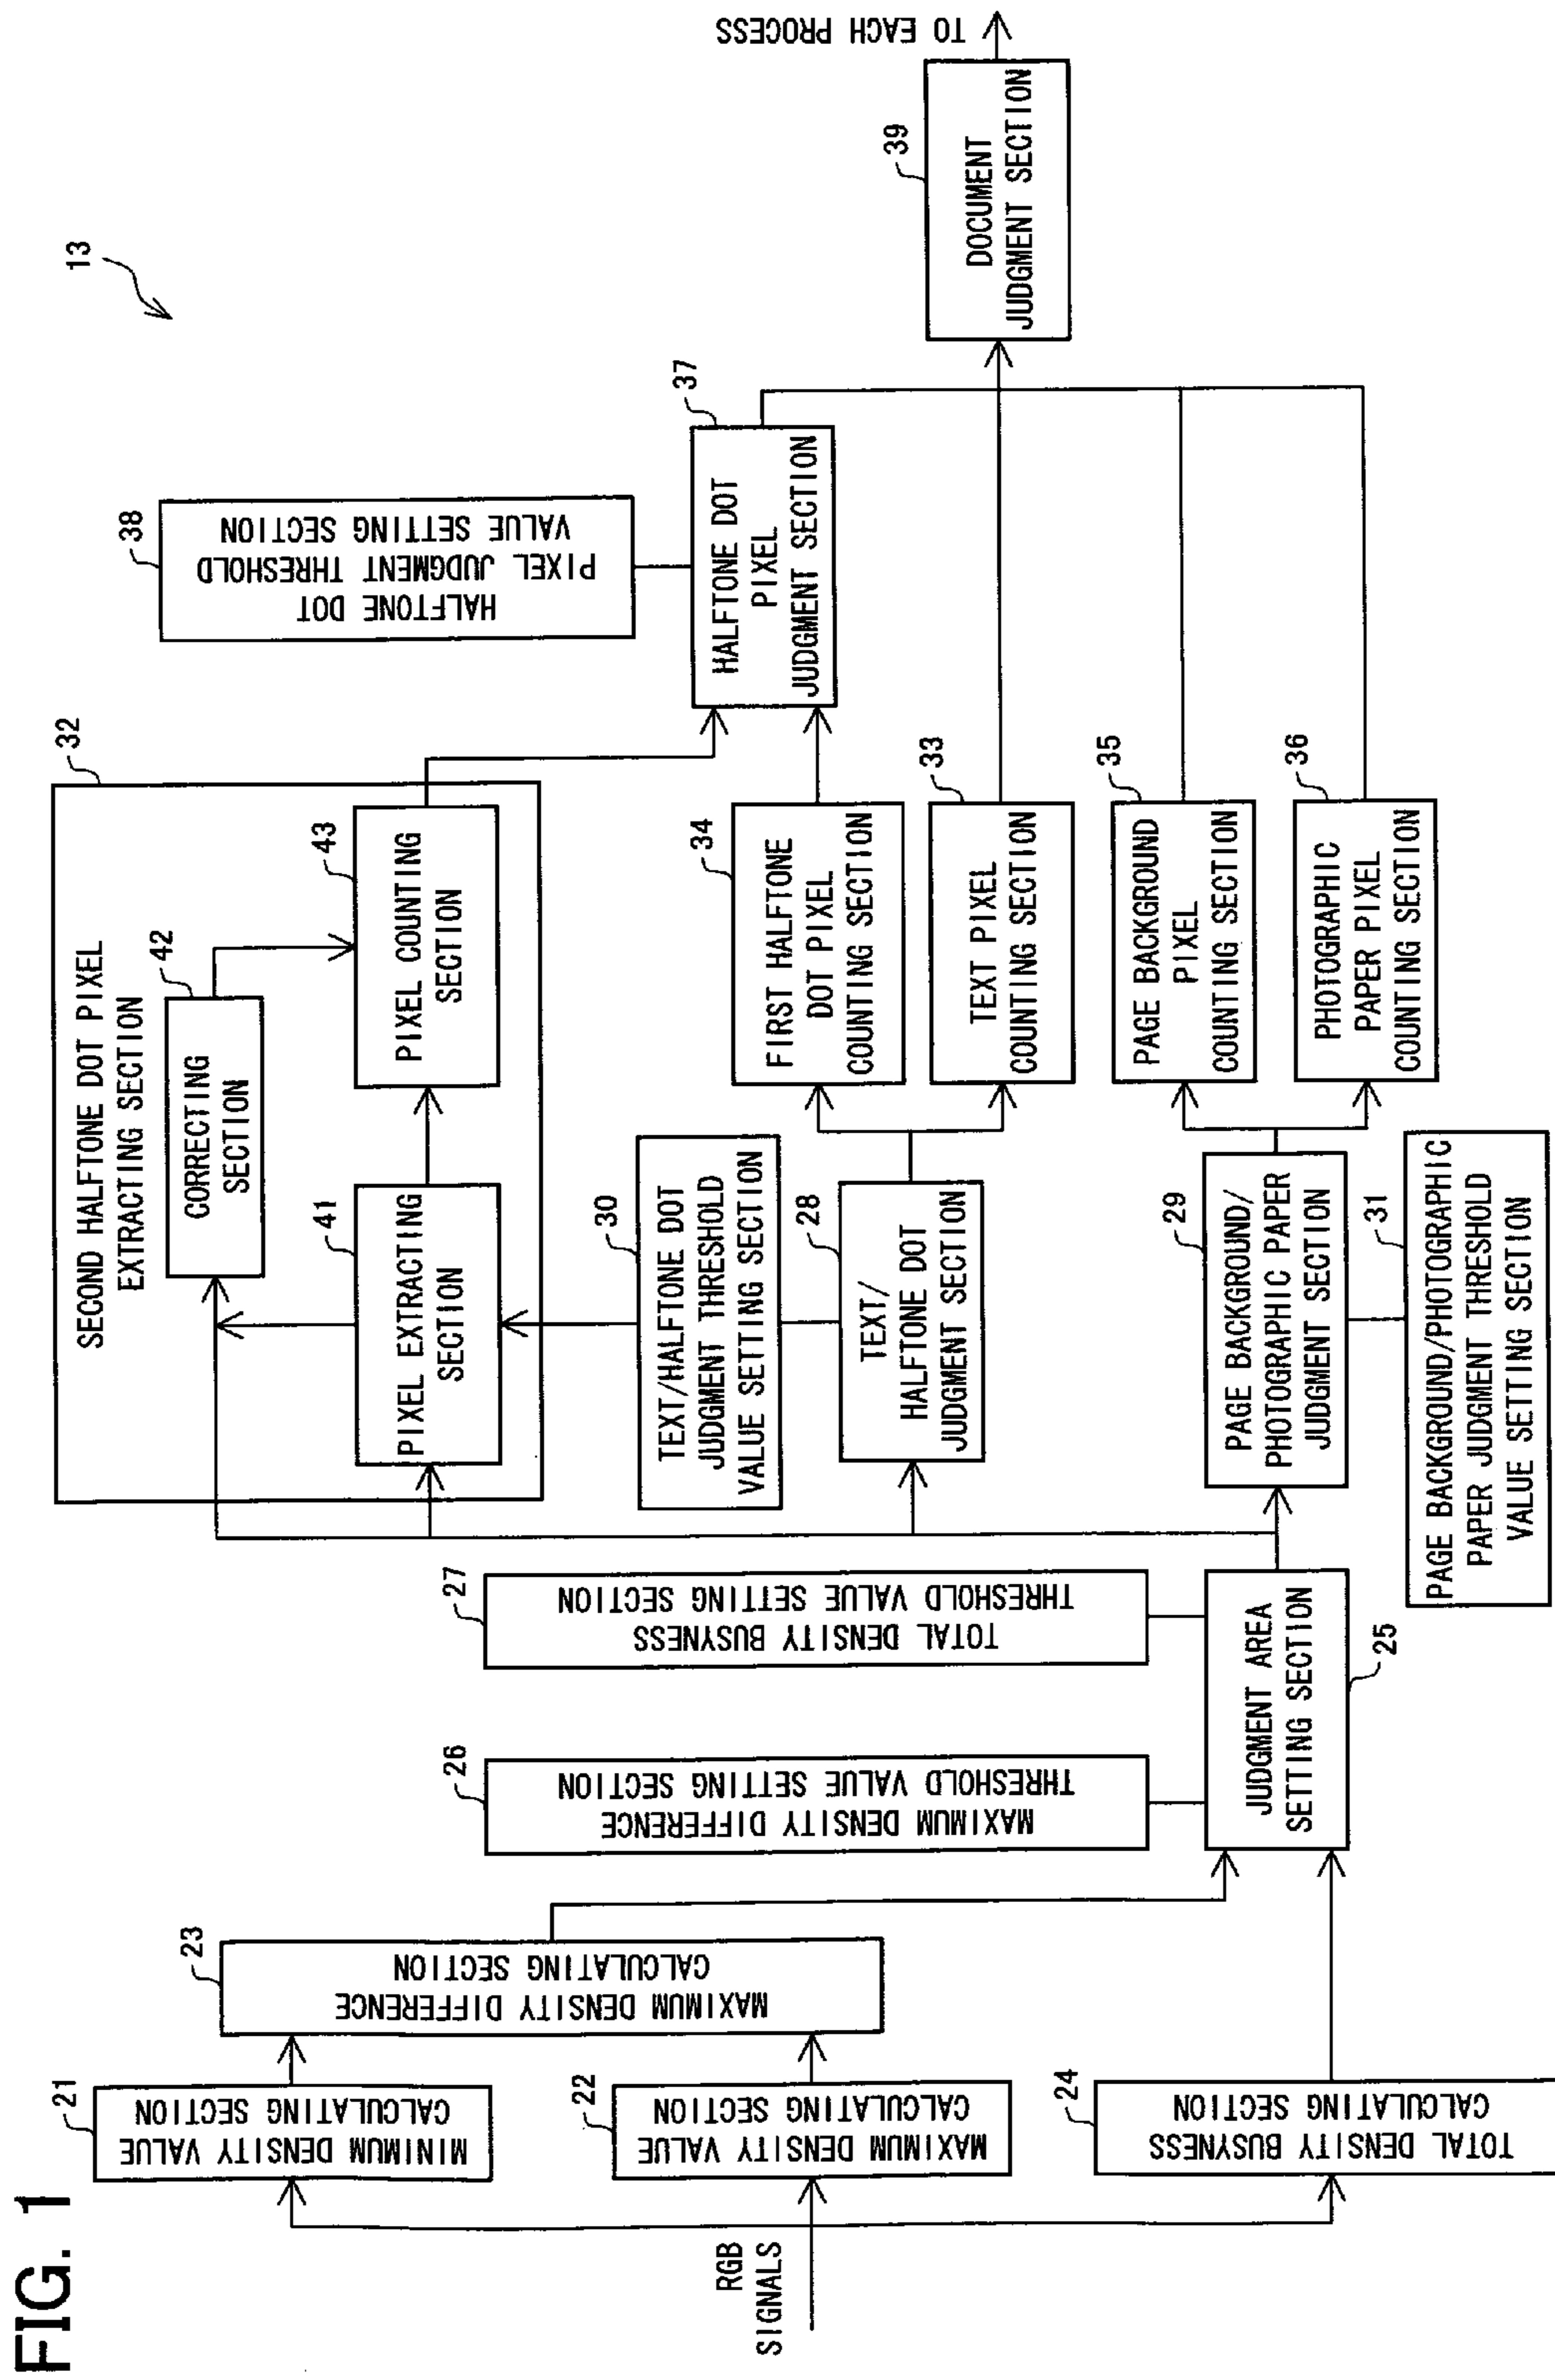 FIG. 1
13
RGB
SIGNALS
21
MINIMUM DENSITY VALUE
CALCULATING SECTION
22
MAXIMUM DENSITY VALUE
CALCULATING SECTION
24
TOTAL DENSITY BUSYNESS
CALCULATING SECTION
23
MAXIMUM DENSITY DIFFERENCE
CALCULATING SECTION
26
MAXIMUM DENSITY DIFFERENCE
THRESHOLD VALUE SETTING SECTION
27
TOTAL DENSITY BUSYNESS
THRESHOLD VALUE SETTING SECTION
JUDGMENT AREA
SETTING SECTION
25
32
SECOND HALFTONE DOT PIXEL
EXTRACTING SECTION
42
CORRECTING
SECTION
41
PIXEL EXTRACTING
SECTION
43
PIXEL COUNTING
SECTION
30
TEXT/HALFTONE DOT
JUDGMENT THRESHOLD
VALUE SETTING SECTION
28
TEXT/
HALFTONE DOT
JUDGMENT SECTION
29
PAGE BACKGROUND/
PHOTOGRAPHIC PAPER
JUDGMENT SECTION
31
PAGE BACKGROUND/PHOTOGRAPHIC
PAPER JUDGMENT THRESHOLD
VALUE SETTING SECTION
34
FIRST HALFTONE
DOT PIXEL
COUNTING SECTION
33
TEXT PIXEL
COUNTING SECTION
35
PAGE BACKGROUND
PIXEL
COUNTING SECTION
36
PHOTOGRAPHIC
PAPER PIXEL
COUNTING SECTION
38
HALFTONE DOT
PIXEL JUDGMENT THRESHOLD
VALUE SETTING SECTION
37
HALFTONE DOT
PIXEL
JUDGMENT SECTION
39
DOCUMENT
JUDGMENT SECTION
TO EACH PROCESS